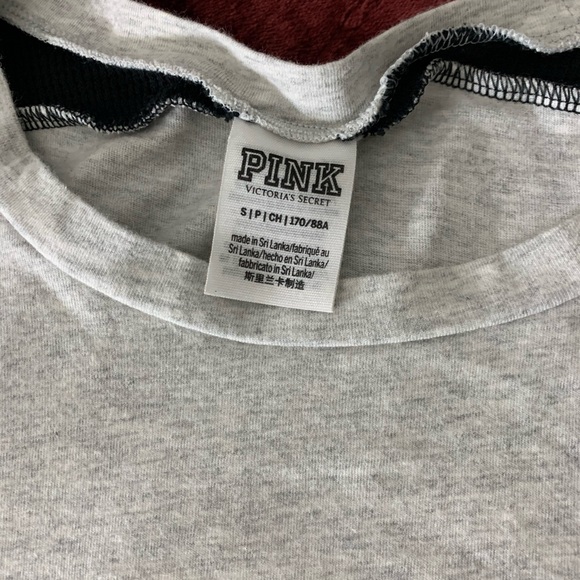 PINK
VICTORIA'S SECRET
S | P | CH | 170/88A
made in Sri Lanka/fabriqué au
Sri Lanka/hecho en Sri Lanka/
fabbricato in Sri Lanka/
斯里兰卡制造